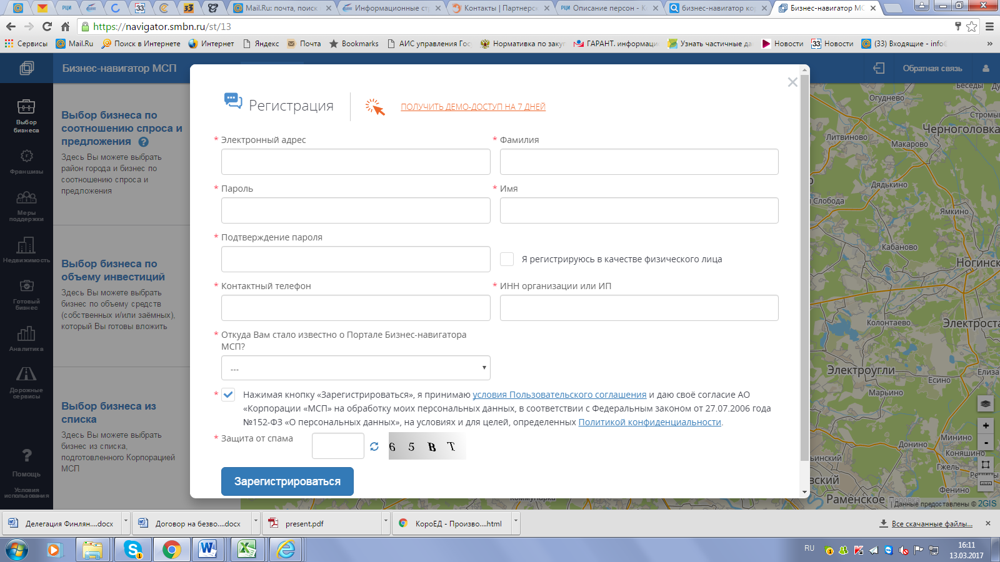 Mail.Ru: почта, поиск
Информационные
Контакты | Партнерс
РЦИ Описание персон -
бизнес-навигатор
Бизнес-навигатор
https://navigator.smbn.ru/st/13
Сервисы
Mail.Ru
Поиск в Интернете
Интернет
Яндекс
Почта
Bookmarks
АИС управления
Нормативка по
ГАРАНТ.
Узнать частичные
Новости
33 Новости
(33) Входящие - info
»
Бизнес-навигатор МСП
Обратная связь
Выбор
бизнеса
Франшизы
Меры
поддержки
Недвижимость
Готовый
бизнес
Аналитика
Дорожные
сервисы
?
Помощь
Условия
использования
Выбор бизнеса по
соотношению спроса и
предложения ?
Здесь Вы можете выбрать
район города и бизнес по
соотношению спроса и
предложения
Выбор бизнеса по
объему инвестиций
Здесь Вы можете выбрать
бизнес по объему средств
(собственных и/или заёмных),
который Вы готовы вложить
Выбор бизнеса из
списка
Здесь Вы можете выбрать
бизнес из списка,
подготовленного Корпорацией
МСП
Регистрация
ПОЛУЧИТЬ ДЕМО-ДОСТУП НА 7 ДНЕЙ
* Электронный адрес
* Фамилия
* Пароль
* Имя
* Подтверждение пароля
Я регистрируюсь в качестве физического лица
* Контактный телефон
* ИНН организации или ИП
* Откуда Вам стало известно о Портале Бизнес-навигатора
МСП?
---
* Нажимая кнопку «Зарегистрироваться», я принимаю условия Пользовательского соглашения и даю своё согласие АО
«Корпорации «МСП» на обработку моих персональных данных, в соответствии с Федеральным законом от 27.07.2006 года
№152-ФЗ «О персональных данных», на условиях и для целей, определенных Политикой конфиденциальности.
* Защита от спама
6 5 B T
Зарегистрироваться
Беседы
Огуднево
Стромы
Черноголовка
Литвиново
Макарово
Дядькино
Слобода
Ямкино
Кабаново
Ногинск
Колонтаево
Электроста
Электроугли
Есино
Елиза
Марьино
Минино
Донино
Коняшино
ьинский
Гжель
вский
Фенино
Раменское
+
-
Данные предоставлены © 2GIS
Делегация Финлян....docx
Договор на безво....docx
present.pdf
КороЕД - Произво....html
Все скачанные файлы...
RU
16:11
13.03.2017